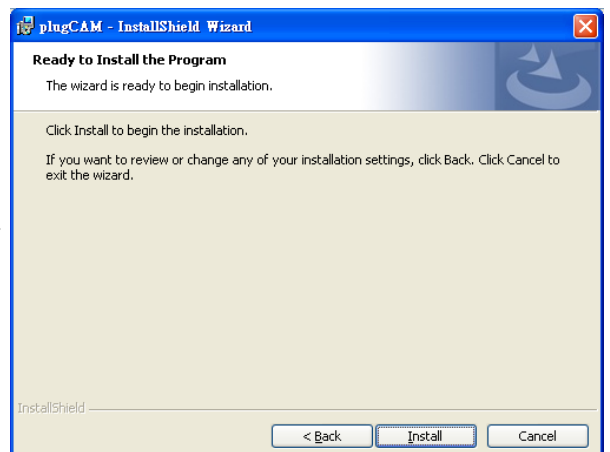 plugCAM - InstallShield Wizard
Ready to Install the Program
The wizard is ready to begin installation.
Click Install to begin the installation.
If you want to review or change any of your installation settings, click Back. Click Cancel to
exit the wizard.
InstallShield
< Back Install Cancel